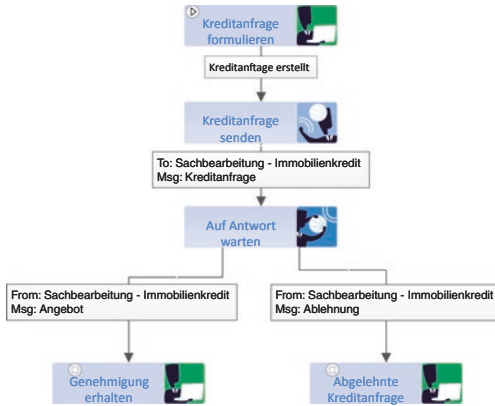 Kreditanfrage
formulieren
Kreditanftage erstellt
Kreditanfrage
senden
To: Sachbearbeitung - Immobilienkredit
Msg: Kreditanfrage
Auf Antwort
warten
From: Sachbearbeitung - Immobilienkredit
Msg: Angebot
From: Sachbearbeitung - Immobilienkredit
Msg: Ablehnung
Genehmigung
erhalten
Abgelehnte
Kreditanfrage